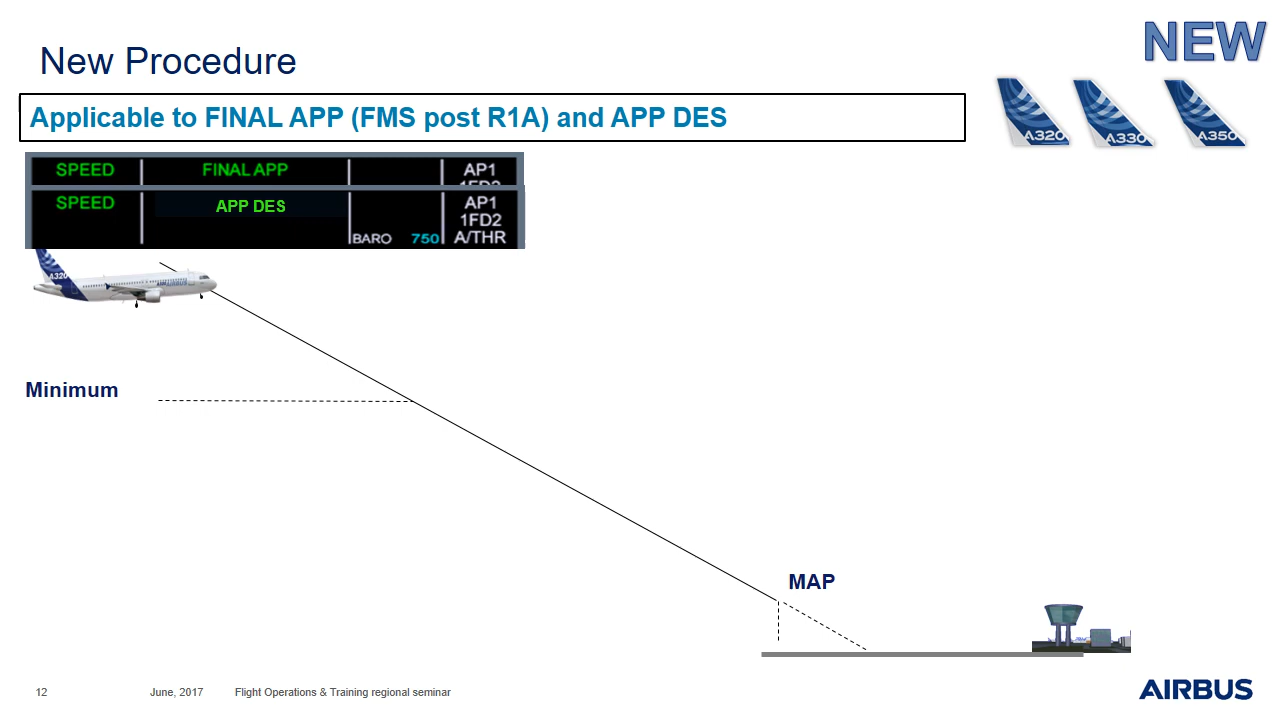 NEW
New Procedure
Applicable to FINAL APP (FMS post R1A) and APP DES
A320
A330
A350
SPEED FINAL APP AP1
1FD2
SPEED APP DES AP1
1FD2
BARO 750 A/THR
A320
AIRBUS
Minimum
MAP
12 June, 2017 Flight Operations & Training regional seminar
AIRBUS